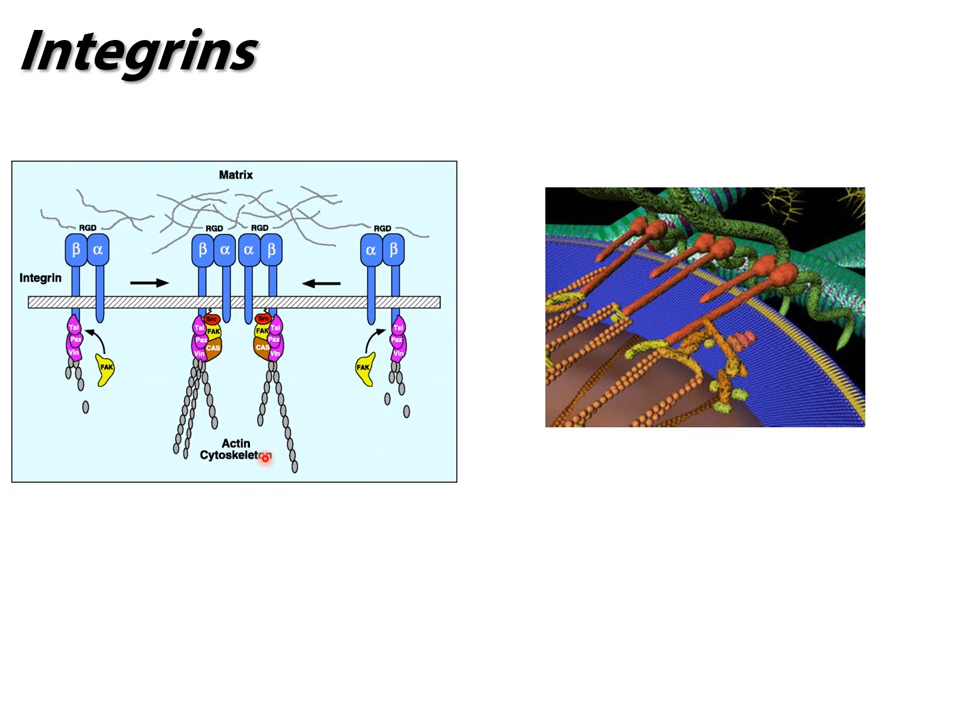 Integrins
Matrix
RGD
RGD RGD
RGD
β α
β α α β
α β
Integrin
Tal
Pax
Vin
FAK
Src
Tal FAK
Pax
Vin CAS
Src
FAK Tal
Pax
CAS Vin
Tal
Pax
Vin
FAK
Actin
Cytoskeleton